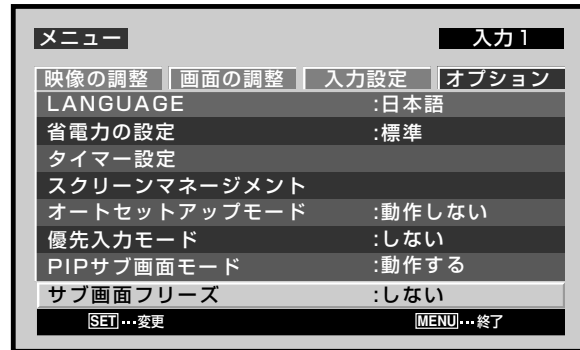 メニュー 入力1
映像の調整 画面の調整 入力設定 オプション
LANGUAGE :日本語
省電力の設定 :標準
タイマー設定
スクリーンマネージメント
オートセットアップモード :動作しない
優先入力モード :しない
PIPサブ画面モード :動作する
サブ画面フリーズ :しない
SET…変更 MENU…終了